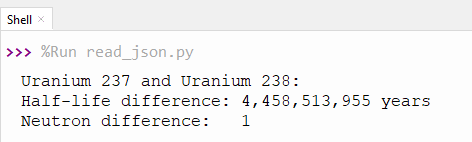 Shell ×
>>> %Run read_json.py
Uranium 237 and Uranium 238:
Half-life difference: 4,458,513,955 years
Neutron difference:   1